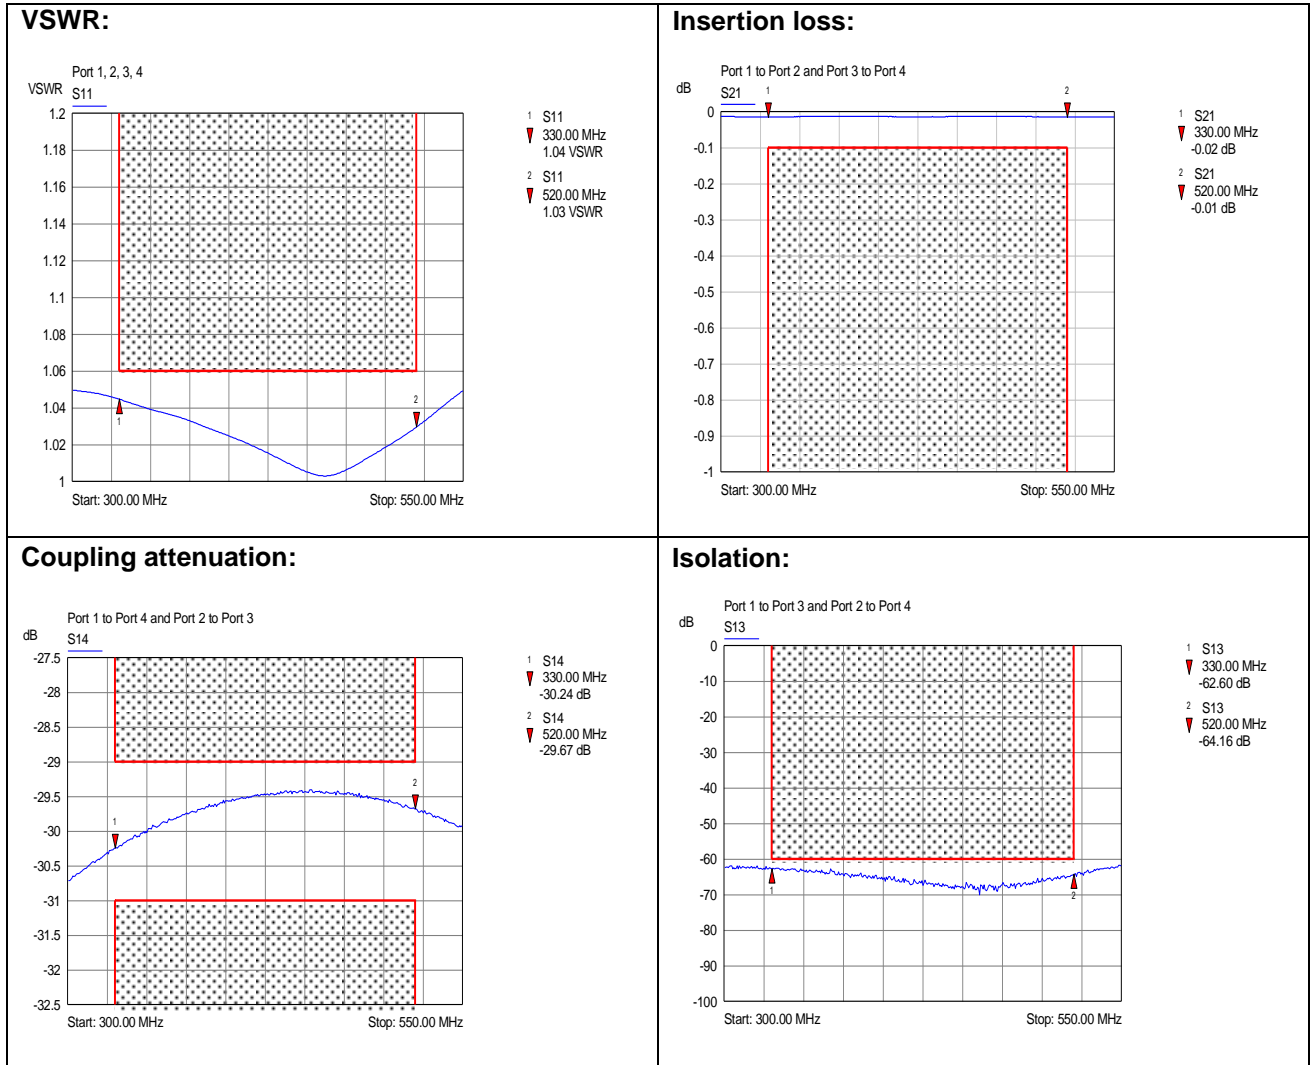 VSWR:
Port 1, 2, 3, 4
VSWR
S11
1.2
1.18
1.16
1.14
1.12
1.1
1.08
1.06
1.04
1.02
1
1
2
Start: 300.00 MHz
Stop: 550.00 MHz
1 S11
330.00 MHz
1.04 VSWR
2 S11
520.00 MHz
1.03 VSWR
Insertion loss:
Port 1 to Port 2 and Port 3 to Port 4
dB
S21
1
2
0
-0.1
-0.2
-0.3
-0.4
-0.5
-0.6
-0.7
-0.8
-0.9
-1
Start: 300.00 MHz
Stop: 550.00 MHz
1 S21
330.00 MHz
-0.02 dB
2 S21
520.00 MHz
-0.01 dB
Coupling attenuation:
Port 1 to Port 4 and Port 2 to Port 3
dB
S14
-27.5
-28
-28.5
-29
-29.5
-30
-30.5
-31
-31.5
-32
-32.5
1
2
Start: 300.00 MHz
Stop: 550.00 MHz
1 S14
330.00 MHz
-30.24 dB
2 S14
520.00 MHz
-29.67 dB
Isolation:
Port 1 to Port 3 and Port 2 to Port 4
dB
S13
0
-10
-20
-30
-40
-50
-60
-70
-80
-90
-100
1
2
Start: 300.00 MHz
Stop: 550.00 MHz
1 S13
330.00 MHz
-62.60 dB
2 S13
520.00 MHz
-64.16 dB